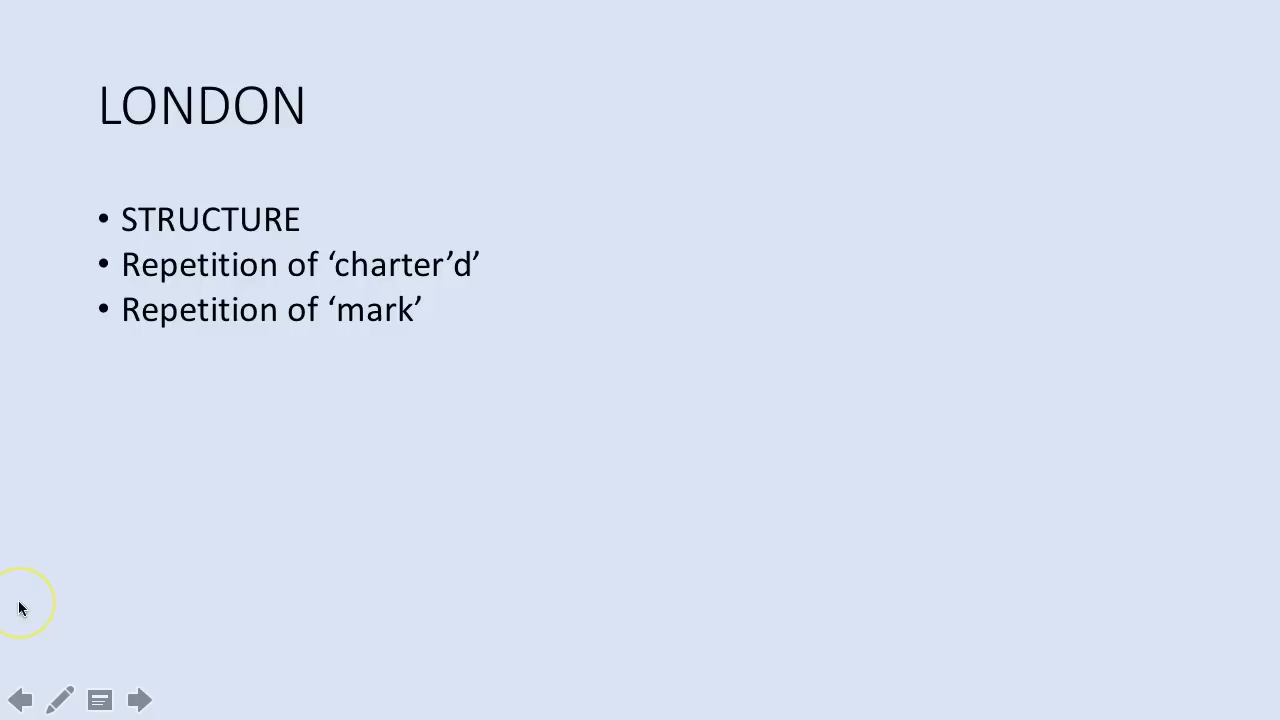 LONDON
• STRUCTURE
• Repetition of ‘charter’d’
• Repetition of ‘mark’